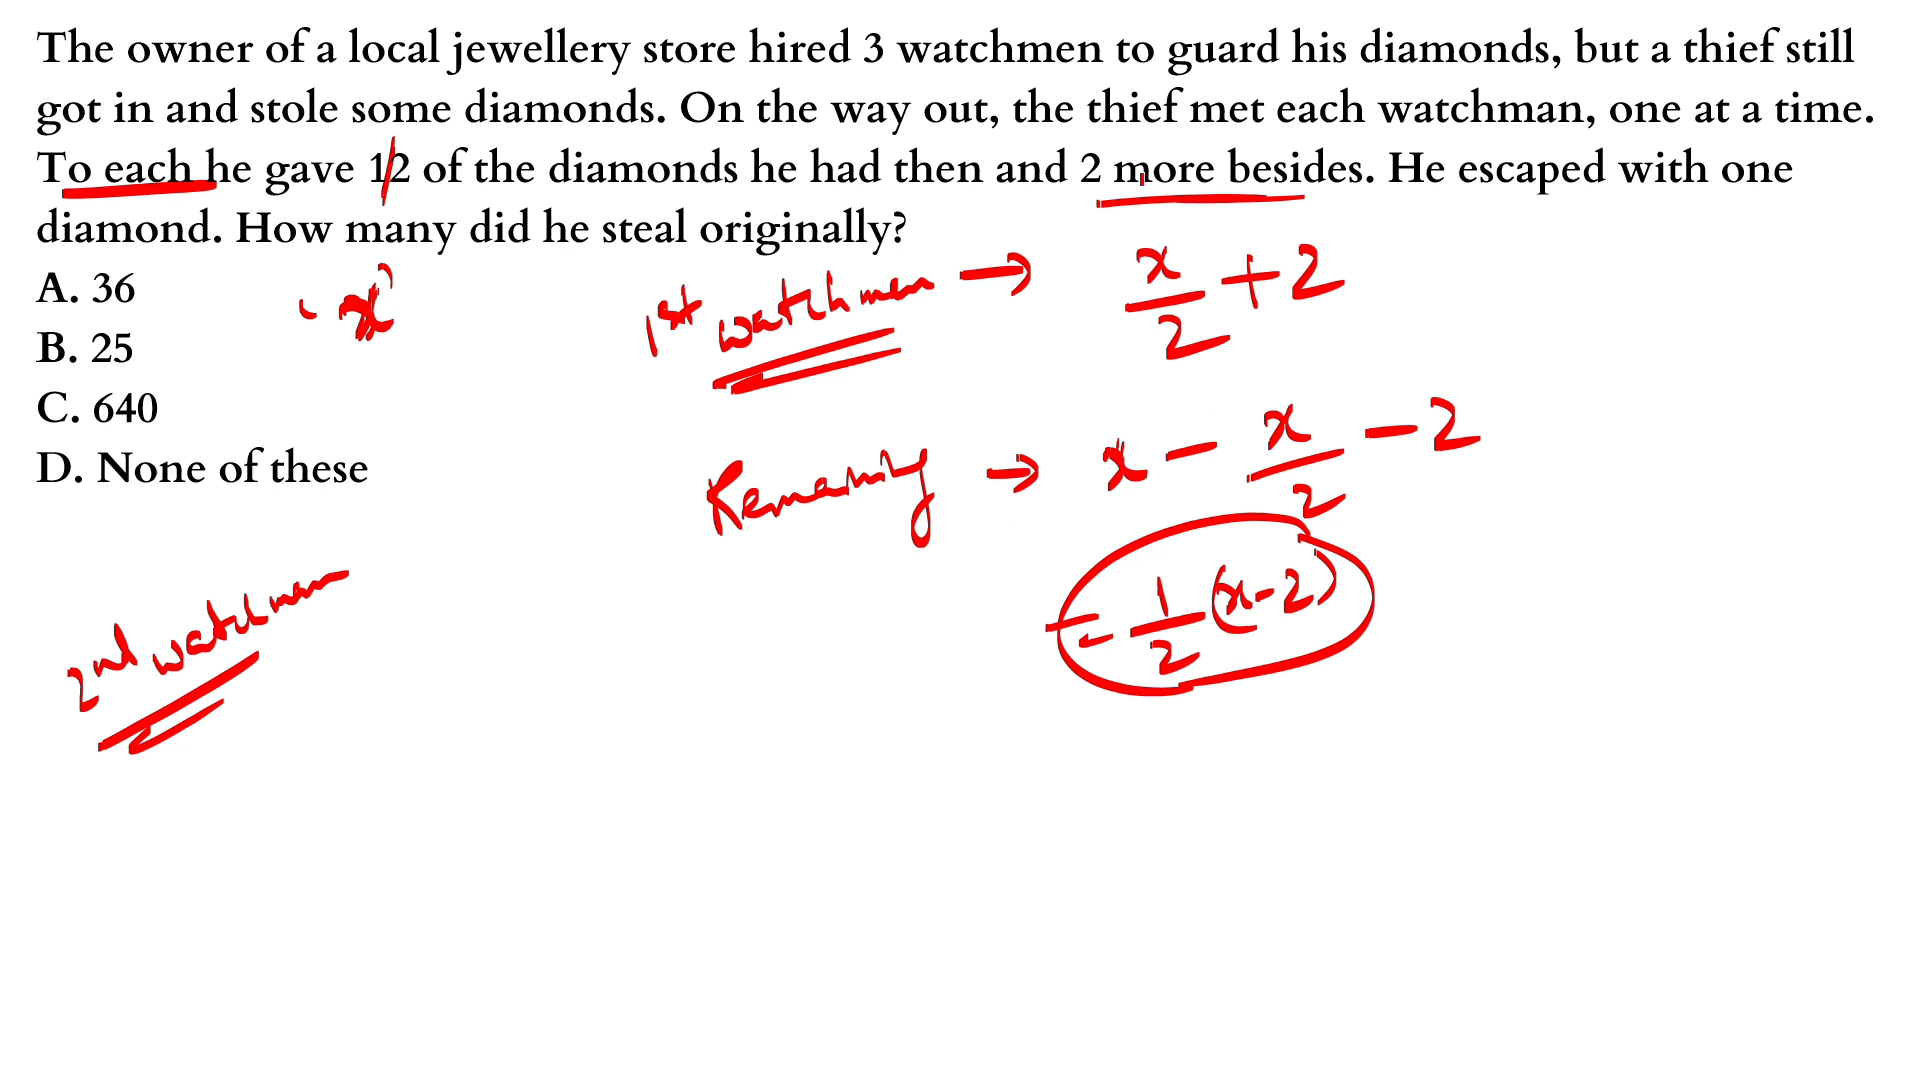 The owner of a local jewellery store hired 3 watchmen to guard his diamonds, but a thief still
got in and stole some diamonds. On the way out, the thief met each watchman, one at a time.
To each he gave 1/2 of the diamonds he had then and 2 more besides. He escaped with one
diamond. How many did he steal originally?
A. 36
B. 25
C. 640
D. None of these
'x'
1st watchman → x/2 + 2
Remaining → x - x/2 - 2
= 1/2 (x-2)
2nd watchman